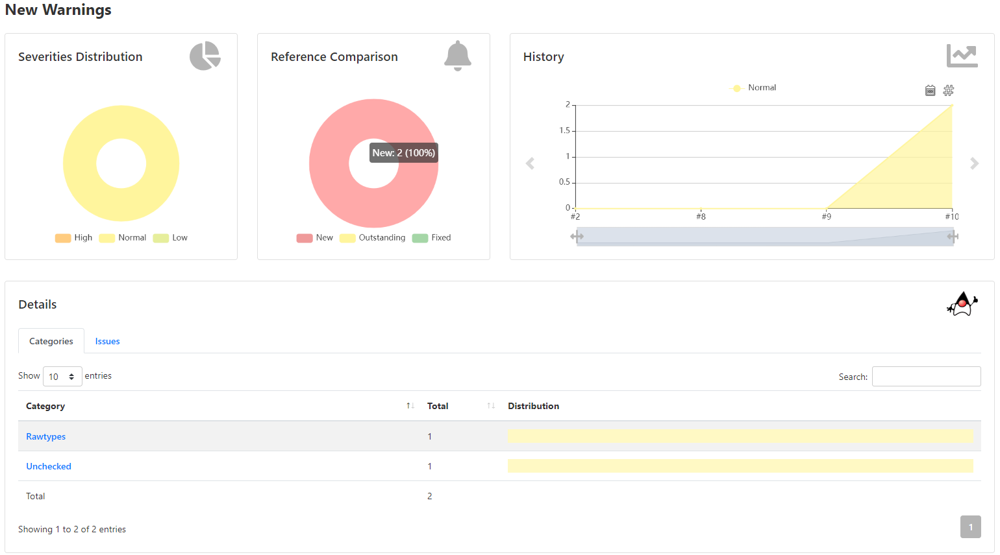 New Warnings
Severities Distribution
High Normal Low
Reference Comparison
New: 2 (100%)
New Outstanding Fixed
History
Normal
2
1.5
1
0.5
0
#2 #8 #9 #10
Details
Categories Issues
Show 10 entries Search:
Category Total Distribution
Rawtypes 1
Unchecked 1
Total 2
Showing 1 to 2 of 2 entries 1